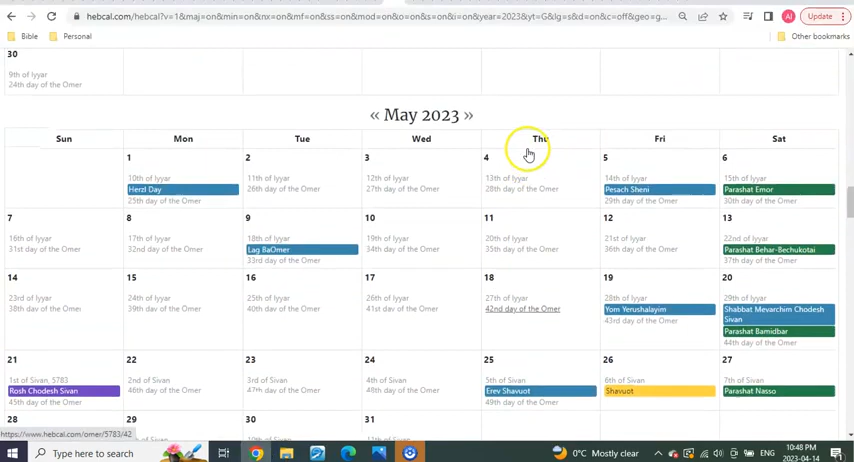 hebcal.com/hebcal?v=1&maj=on&min=on&nx=on&mf=on&ss=on&mod=on&o=on&s=on&i=on&year=2023&yt=G&lg=s&d=on&c=off&geo=g...
Update
Bible
Personal
Other bookmarks
30
9th of Iyyar
24th day of the Omer
« May 2023 »
Sun Mon Tue Wed Thu Fri Sat
1 2 3 4 5 6
10th of Iyyar 11th of Iyyar 12th of Iyyar 13th of Iyyar 14th of Iyyar 15th of Iyyar
Herzl Day Pesach Sheni Parashat Emor
25th day of the Omer 26th day of the Omer 27th day of the Omer 28th day of the Omer 29th day of the Omer 30th day of the Omer
7 8 9 10 11 12 13
16th of Iyyar 17th of Iyyar 18th of Iyyar 19th of Iyyar 20th of Iyyar 21st of Iyyar 22nd of Iyyar
31st day of the Omer 32nd day of the Omer Lag BaOmer 34th day of the Omer 35th day of the Omer 36th day of the Omer Parashat Behar-Bechukotai
33rd day of the Omer 37th day of the Omer
14 15 16 17 18 19 20
23rd of Iyyar 24th of Iyyar 25th of Iyyar 26th of Iyyar 27th of Iyyar 28th of Iyyar 29th of Iyyar
38th day of the Omer 39th day of the Omer 40th day of the Omer 41st day of the Omer 42nd day of the Omer Yom Yerushalayim Shabbat Mevarchim Chodesh
43rd day of the Omer Sivan
Parashat Bamidbar
44th day of the Omer
21 22 23 24 25 26 27
1st of Sivan, 5783 2nd of Sivan 3rd of Sivan 4th of Sivan 5th of Sivan 6th of Sivan 7th of Sivan
Rosh Chodesh Sivan 46th day of the Omer 47th day of the Omer 48th day of the Omer Erev Shavuot Shavuot Parashat Nasso
45th day of the Omer 49th day of the Omer
28 29 30 31
https://www.hebcal.com/omer/5783/42
Type here to search
0°C Mostly clear
ENG
10:48 PM
2023-04-14